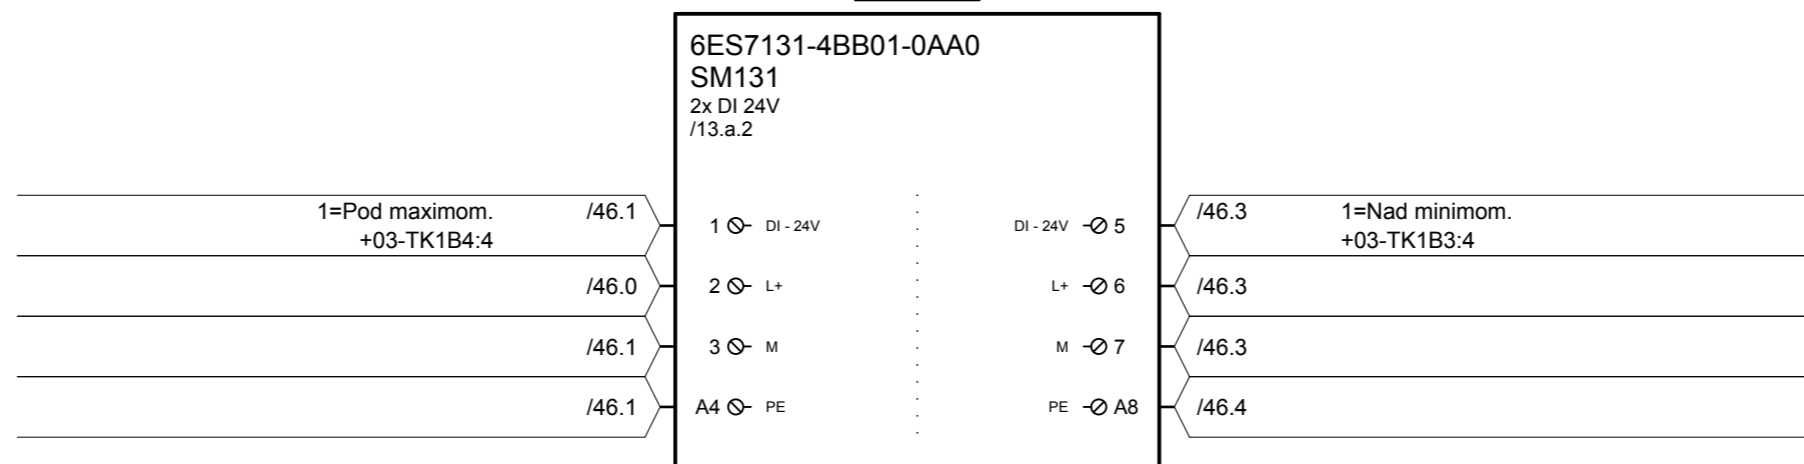 6ES7131-4BB01-0AA0
SM131
2x DI 24V
/13.a.2
1=Pod maximom. /46.1 1 DI - 24V DI - 24V 5 /46.3 1=Nad minimom.
+03-TK1B4:4 +03-TK1B3:4
/46.0 2 L+ L+ 6 /46.3
/46.1 3 M M 7 /46.3
/46.1 A4 PE PE A8 /46.4